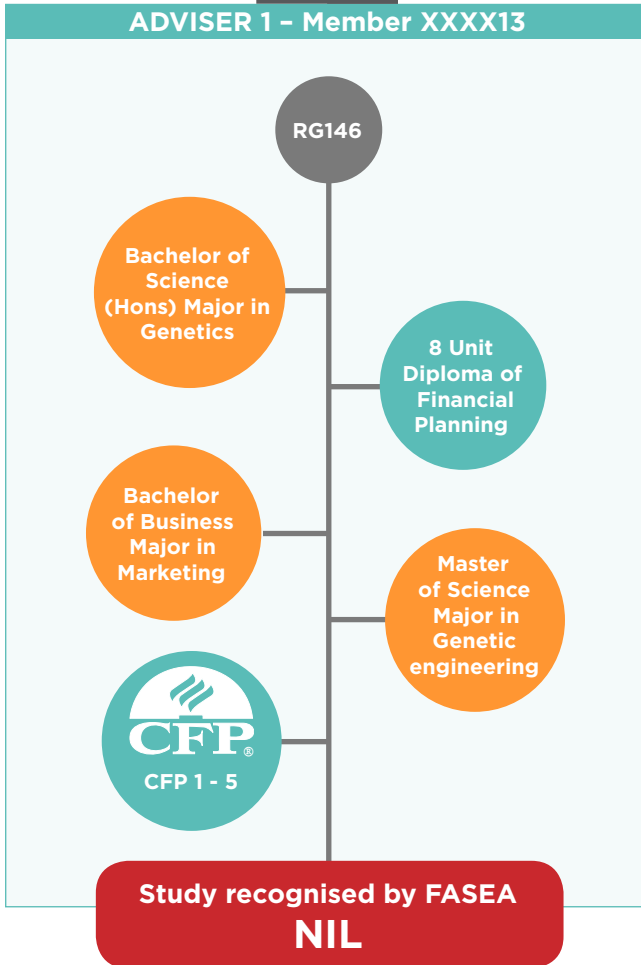 ADVISER 1 – Member XXXX13
RG146
Bachelor of
Science
(Hons) Major in
Genetics
8 Unit
Diploma of
Financial
Planning
Bachelor
of Business
Major in
Marketing
Master
of Science
Major in
Genetic
engineering
CFP®
CFP 1 - 5
Study recognised by FASEA
NIL